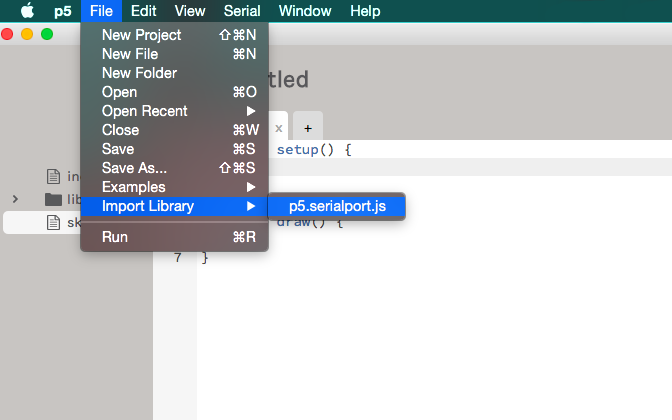 p5 File Edit View Serial Window Help
New Project ⇧⌘N
New File ⌘N
New Folder
Open ⌘O
Open Recent ▶
Close ⌘W
Save ⌘S
Save As... ⇧⌘S
Examples ▶
Import Library ▶
p5.serialport.js
Run ⌘R
tled
x +
setup() {
in
lib
sk
draw() {
7 }